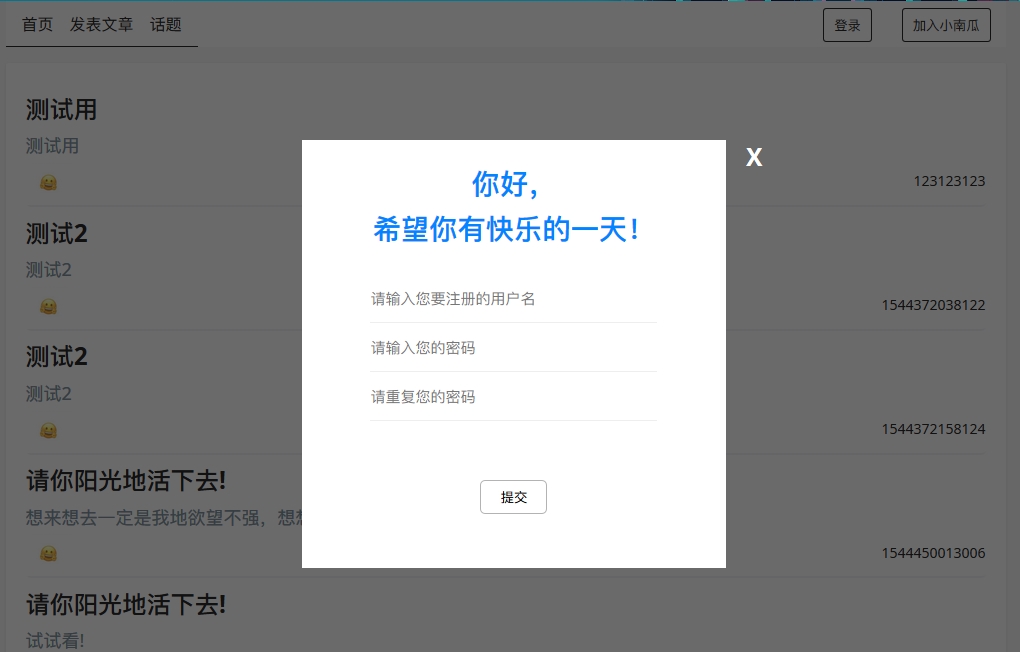 首页 发表文章 话题 登录 加入小南瓜
测试用
测试用
123123123
测试2
测试2
1544372038122
测试2
测试2
1544372158124
请你阳光地活下去!
想来想去一定是我地欲望不强，想
1544450013006
请你阳光地活下去!
试试看!
X
你好，
希望你有快乐的一天！
请输入您要注册的用户名
请输入您的密码
请重复您的密码
提交